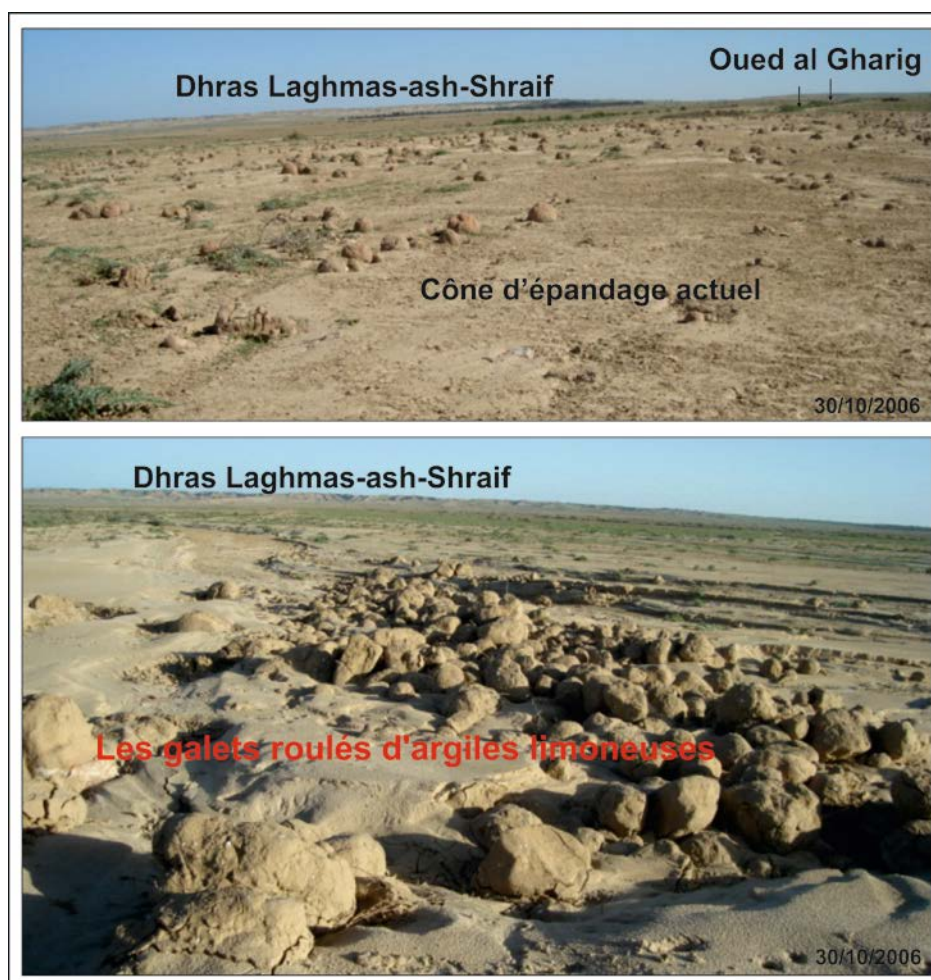 Oued al Gharig
Dhras Laghmas-ash-Shraif
Cône d'épandage actuel
30/10/2006
Dhras Laghmas-ash-Shraif
Les galets roulés d'argiles limoneuses
30/10/2006